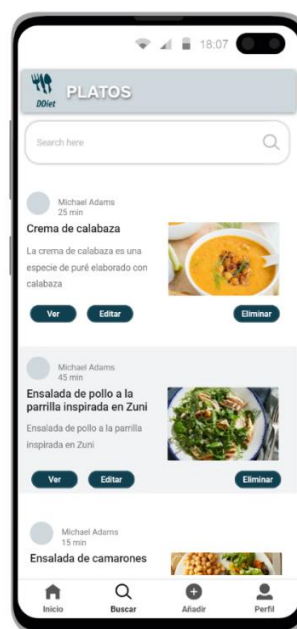 18:07
DDiet
PLATOS
Search here
Michael Adams
25 min
Crema de calabaza
La crema de calabaza es una
especie de puré elaborado con
calabaza
Ver Editar Eliminar
Michael Adams
45 min
Ensalada de pollo a la
parrilla inspirada en Zuni
Ensalada de pollo a la parrilla
inspirada en Zuni
Ver Editar Eliminar
Michael Adams
15 min
Ensalada de camarones
Inicio Buscar Añadir Perfil